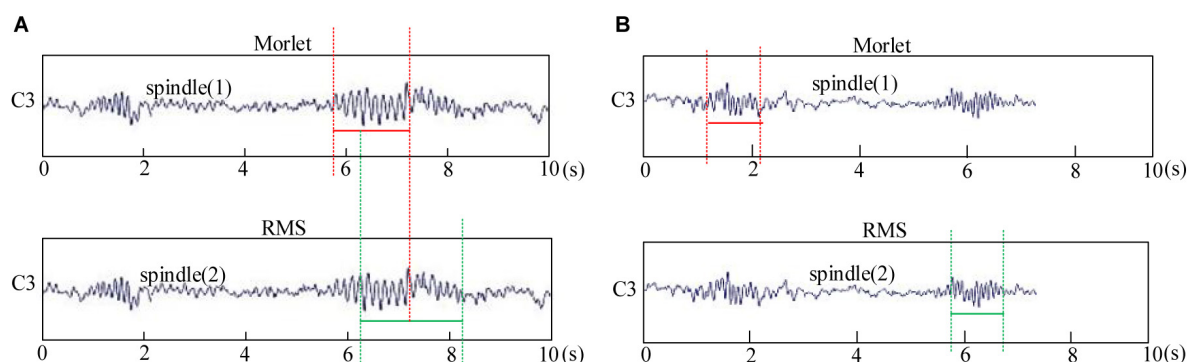 A
Morlet
C3
spindle(1)
0 2 4 6 8 10(s)
RMS
C3
spindle(2)
0 2 4 6 8 10(s)
B
Morlet
C3
spindle(1)
0 2 4 6 8 10(s)
RMS
C3
spindle(2)
0 2 6 8 10(s)